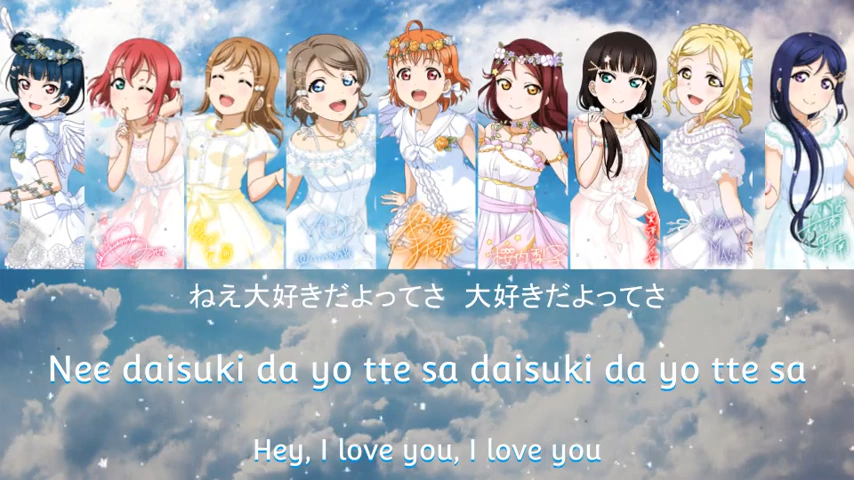 ねえ大好きだよってさ 大好きだよってさ
Nee daisuki da yo tte sa daisuki da yo tte sa
Hey, I love you, I love you